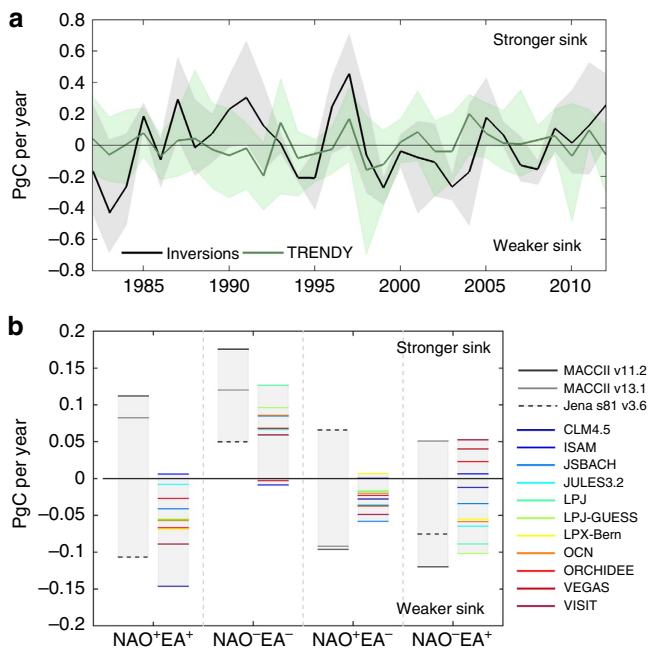 a
0.8
0.6
0.4
0.2
0
−0.2
−0.4
−0.6
−0.8
PgC per year
Stronger sink
Weaker sink
Inversions
TRENDY
1985 1990 1995 2000 2005 2010
b
0.2
0.15
0.1
0.05
0
−0.05
−0.1
−0.15
−0.2
PgC per year
Stronger sink
Weaker sink
NAO⁺EA⁺ NAO⁻EA⁻ NAO⁺EA⁻ NAO⁻EA⁺
MACCII v11.2
MACCII v13.1
Jena s81 v3.6
CLM4.5
ISAM
JSBACH
JULES3.2
LPJ
LPJ-GUESS
LPX-Bern
OCN
ORCHIDEE
VEGAS
VISIT